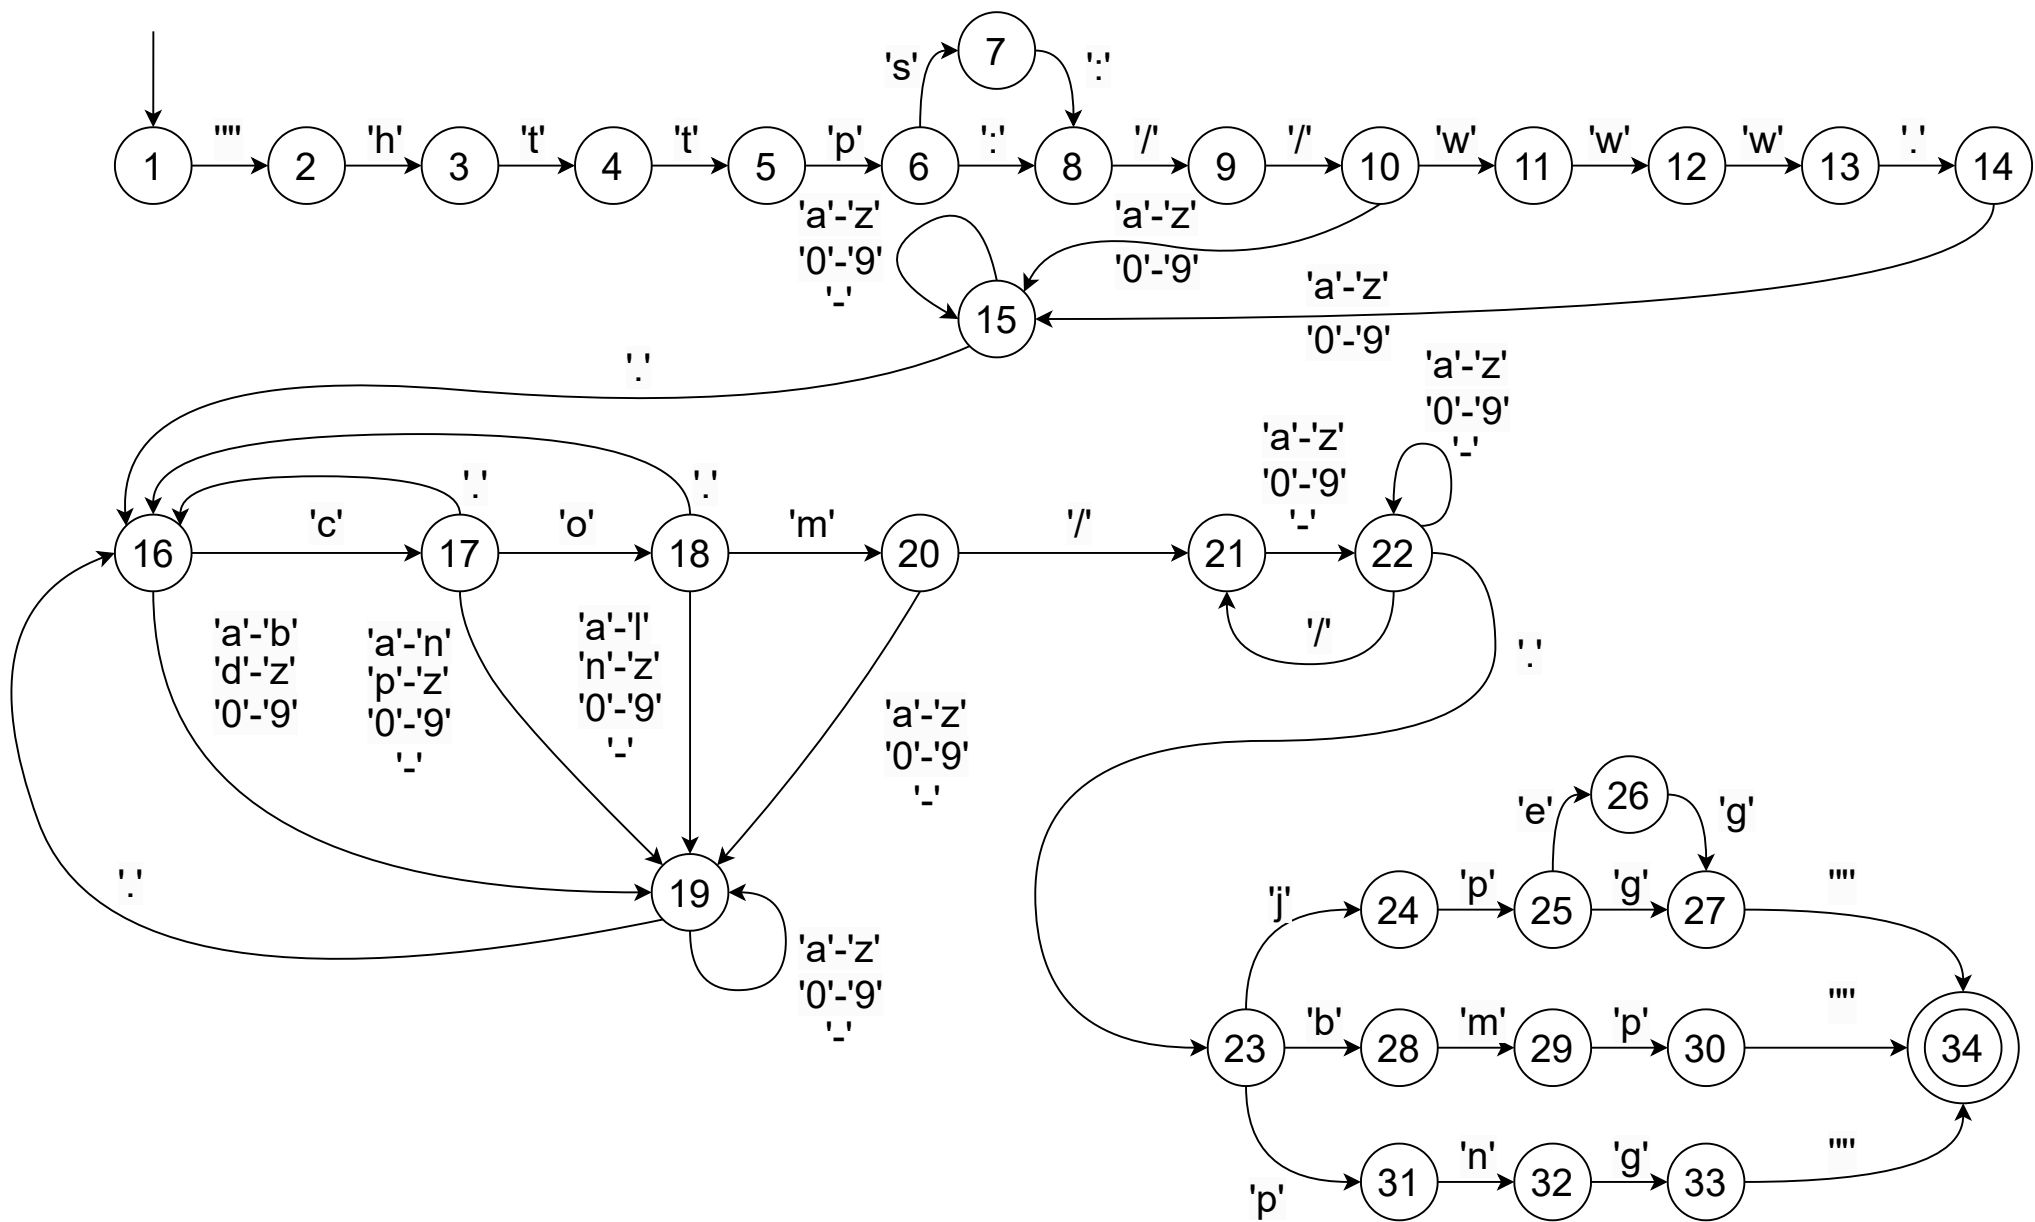 's' 7 ':'
1 '"' 2 'h' 3 't' 4 't' 5 'p' 6 ':' 8 '/' 9 '/' 10 'w' 11 'w' 12 'w' 13 '.' 14
'a'-'z'
'0'-'9'
'-'
'a'-'z'
'0'-'9'
15
'a'-'z'
'0'-'9'
'.'
'a'-'z'
'0'-'9'
'-'
'a'-'z'
'0'-'9'
'-'
'.'
'.'
16 'c' 17 'o' 18 'm' 20 '/' 21 22
'/'
'.'
'a'-'b'
'd'-'z'
'0'-'9'
'a'-'n'
'p'-'z'
'0'-'9'
'-'
'a'-'l'
'n'-'z'
'0'-'9'
'-'
'a'-'z'
'0'-'9'
'-'
'.'
19
'a'-'z'
'0'-'9'
'-'
'e' 26 'g'
'j' 24 'p' 25 'g' 27 '"'
23 'b' 28 'm' 29 'p' 30 '"' 34
'p' 31 'n' 32 'g' 33 '"'